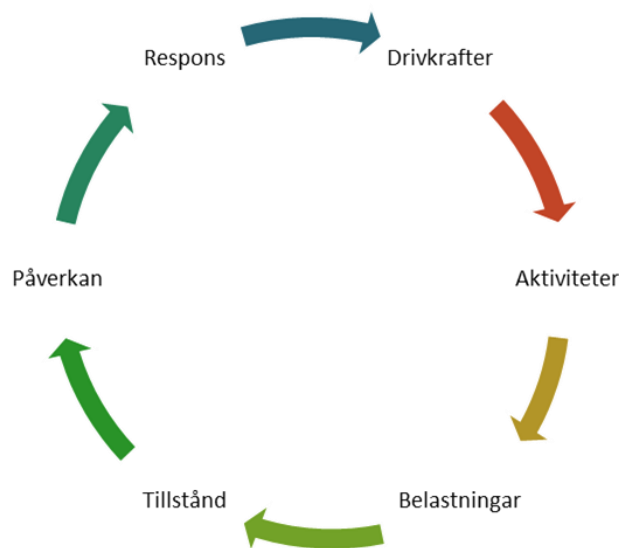 Respons
Drivkrafter
Påverkan
Aktiviteter
Tillstånd
Belastningar